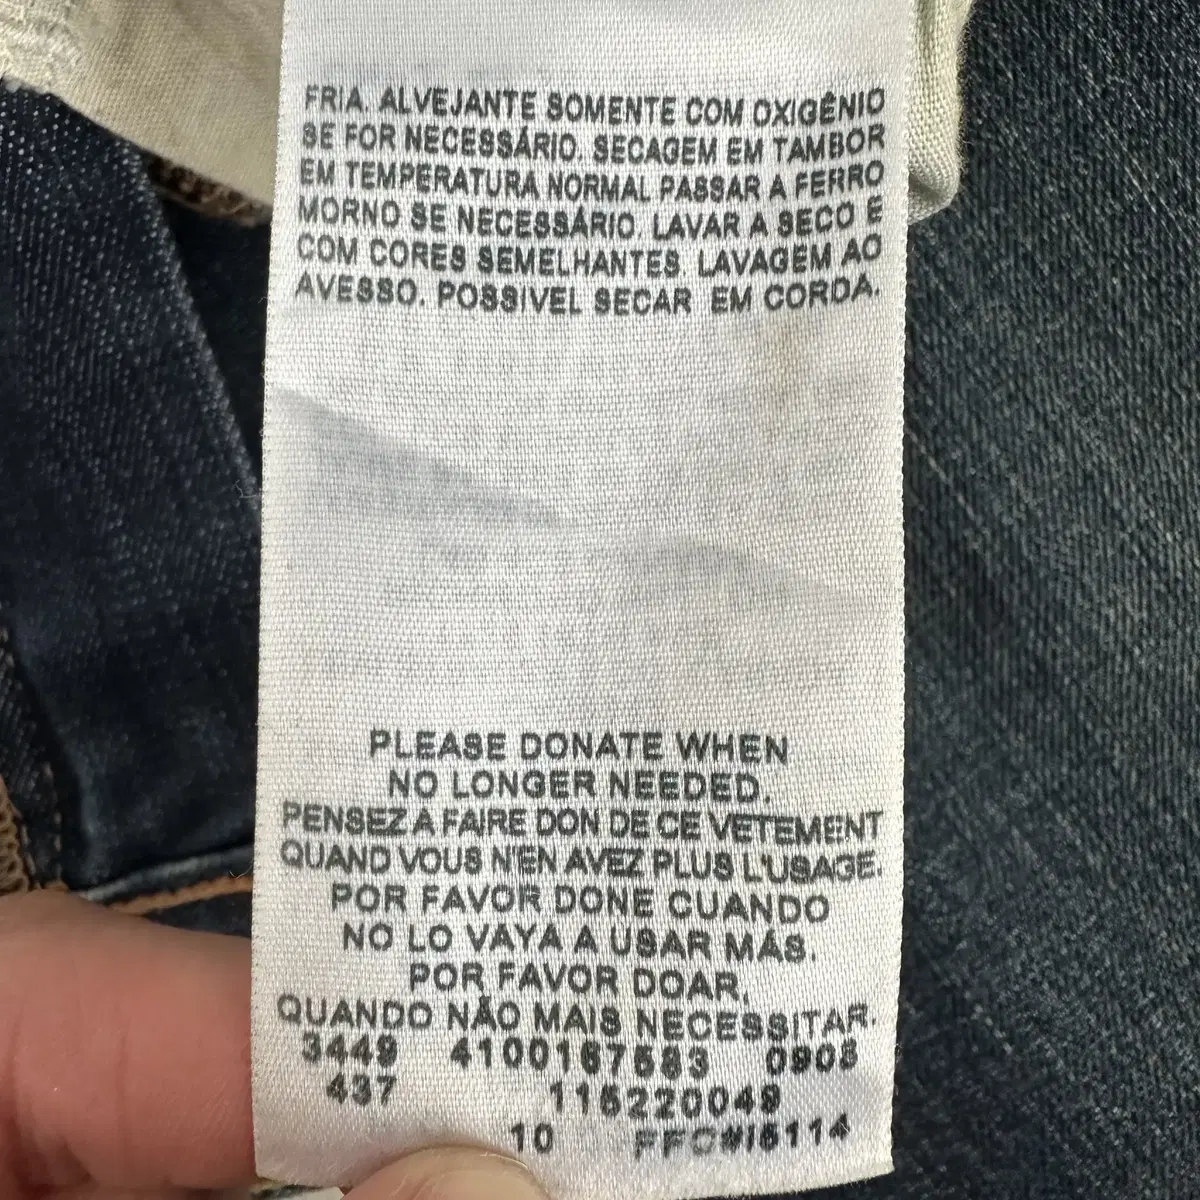 FRIA. ALVEJANTE SOMENTE COM OXIGÊNIO
SE FOR NECESSÁRIO. SECAGEM EM TAMBOR
EM TEMPERATURA NORMAL PASSAR A FERRO
MORNO SE NECESSÁRIO. LAVAR A SECO E
COM CORES SEMELHANTES. LAVAGEM AO
AVESSO. POSSIVEL SECAR EM CORDA.
PLEASE DONATE WHEN
NO LONGER NEEDED.
PENSEZ A FAIRE DON DE CE VETEMENT
QUAND VOUS N'EN AVEZ PLUS L'USAGE.
POR FAVOR DONE CUANDO
NO LO VAYA A USAR MÁS.
POR FAVOR DOAR,
QUANDO NÃO MAIS NECESSITAR.
3449 4100167583 0908
437 115220049
10